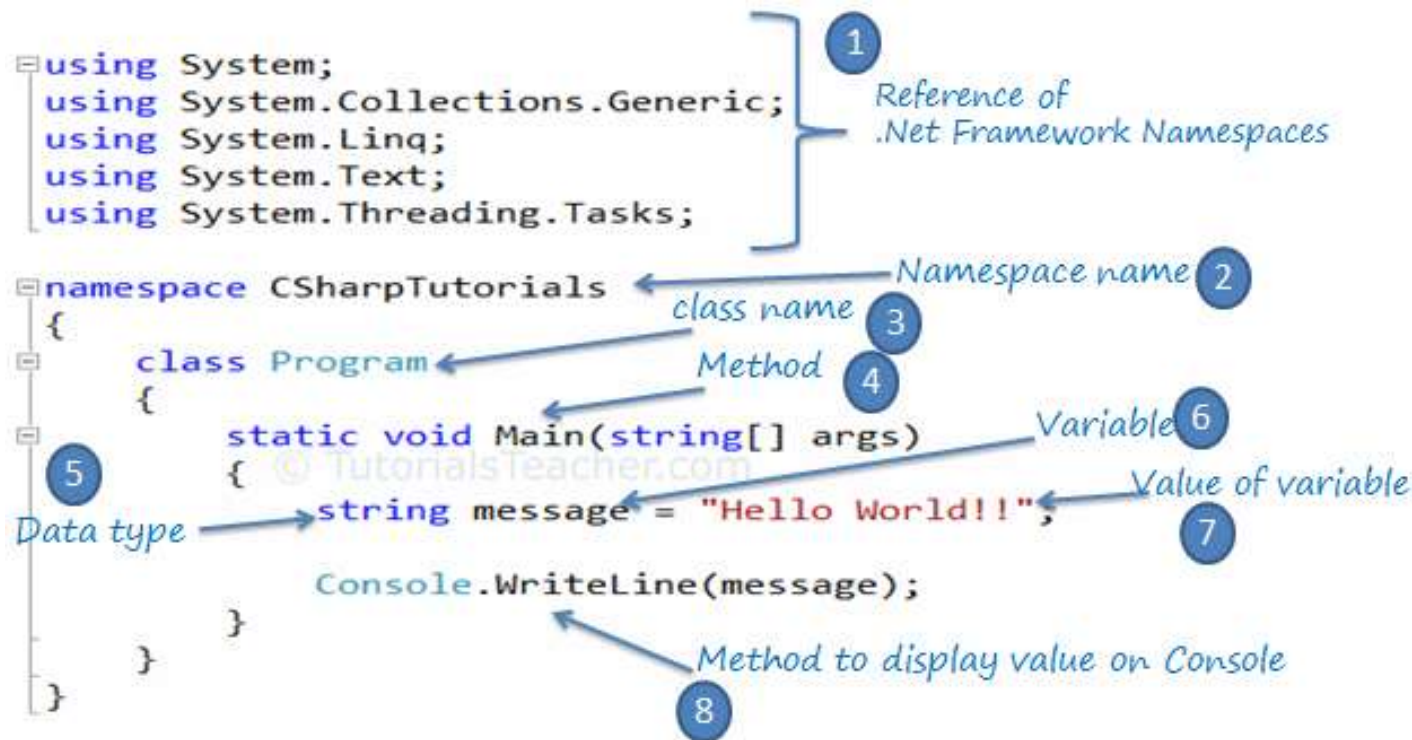 using System;
using System.Collections.Generic;
using System.Linq;
using System.Text;
using System.Threading.Tasks;
1
Reference of
.Net Framework Namespaces
namespace CSharpTutorials
Namespace name 2
{
class name 3
class Program
Method 4
{
static void Main(string[] args)
Variable 6
{
© TutorialsTeacher.com
5
Data type
string message = "Hello World!!";
Value of variable
7
Console.WriteLine(message);
}
}
Method to display value on Console
8
}